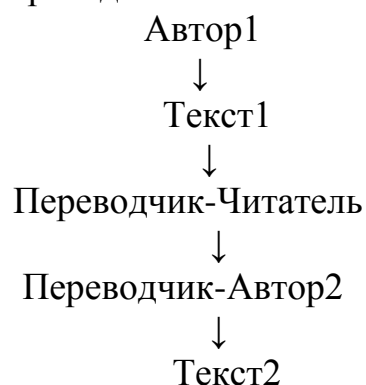 Автор1
↓
Текст1
↓
Переводчик-Читатель
↓
Переводчик-Автор2
↓
Текст2